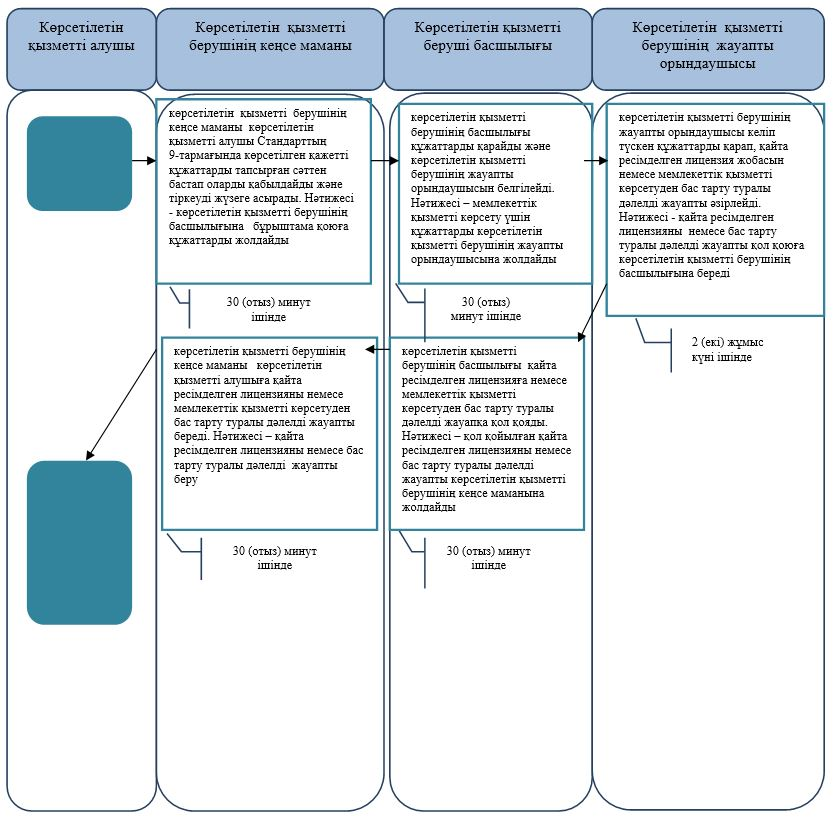 Көрсетілетін
қызметті алушы
Көрсетілетін қызметті
берушінің кеңсе маманы
Көрсетілетін қызметті
беруші басшылығы
Көрсетілетін қызметті
берушінің жауапты
орындаушысы
көрсетілетін қызметті берушінің
кеңсе маманы көрсетілетін
қызметті алушы Стандарттың
9-тармағында көрсетілген қажетті
құжаттарды тапсырған сәттен
бастап оларды қабылдайды және
тіркеуді жүзеге асырады. Нәтижесі
- көрсетілетін қызметті берушінің
басшылығына бұрыштама қоюға
құжаттарды жолдайды
көрсетілетін қызметті
берушінің басшылығы
құжаттарды қарайды және
көрсетілетін қызметті
берушінің жауапты
орындаушысын белгілейді.
Нәтижесі – мемлекеттік
қызметті көрсету үшін
құжаттарды көрсетілетін
қызметті берушінің жауапты
орындаушысына жолдайды
көрсетілетін қызметті берушінің
жауапты орындаушысы келіп
түскен құжаттарды қарап, қайта
ресімделген лицензия жобасын
немесе мемлекеттік қызметті
көрсетуден бас тарту туралы
дәлелді жауапты әзірлейді.
Нәтижесі - қайта ресімделген
лицензияны немесе бас тарту
туралы дәлелді жауапты қол қоюға
көрсетілетін қызметті берушінің
басшылығына береді
30 (отыз) минут
ішінде
30 (отыз)
минут ішінде
2 (екі) жұмыс
күні ішінде
көрсетілетін қызметті берушінің
кеңсе маманы көрсетілетін
қызметті алушыға қайта
ресімделген лицензияны немесе
мемлекеттік қызметті көрсетуден
бас тарту туралы дәлелді жауапты
береді. Нәтижесі – қайта
ресімделген лицензияны немесе бас
тарту туралы дәлелді жауапты
беру
көрсетілетін қызметті
берушінің басшылығы қайта
ресімделген лицензияға немесе
мемлекеттік қызметті
көрсетуден бас тарту туралы
дәлелді жауапка қол қояды.
Нәтижесі – қол қойылған қайта
ресімделген лицензияны немесе
бас тарту туралы дәлелді
жауапты көрсетілетін қызметті
берушінің кеңсе маманына
жолдайды
30 (отыз) минут
ішінде
30 (отыз) минут
ішінде